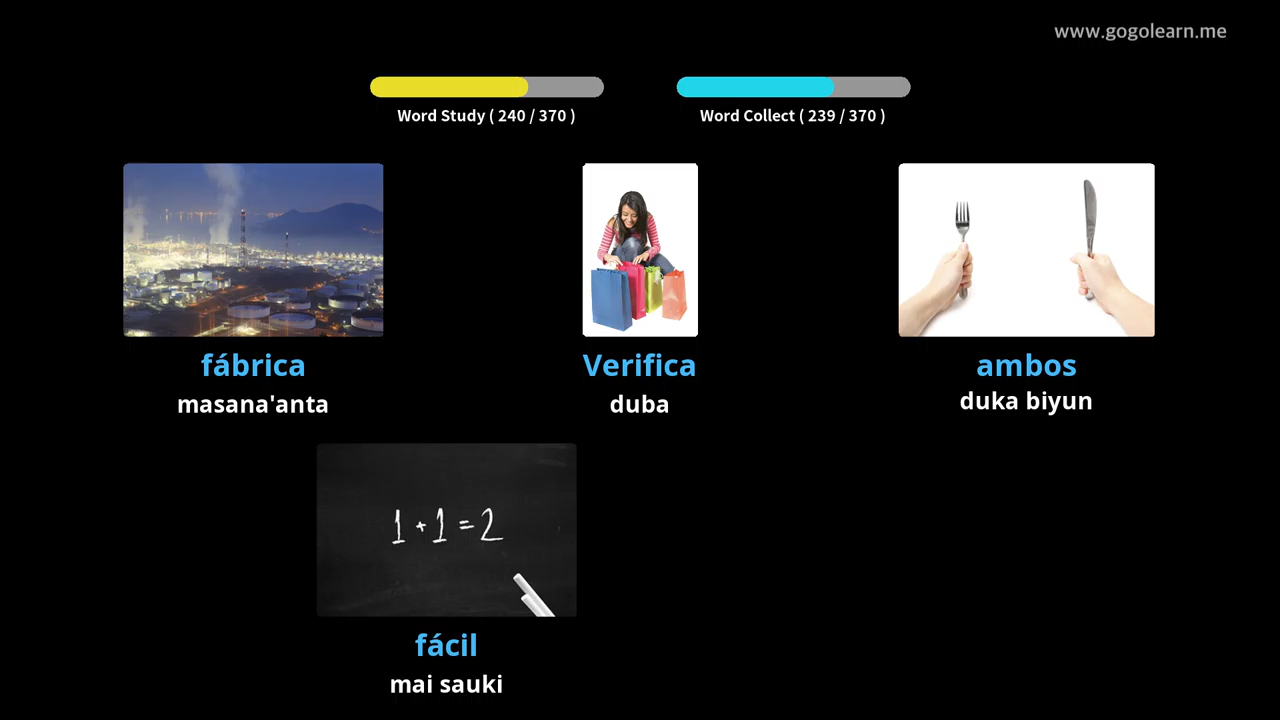 www.gogolearn.me
Word Study ( 240 / 370 )
Word Collect ( 239 / 370 )
fábrica
masana'anta
Verifica
duba
ambos
duka biyun
1 + 1 = 2
fácil
mai sauki